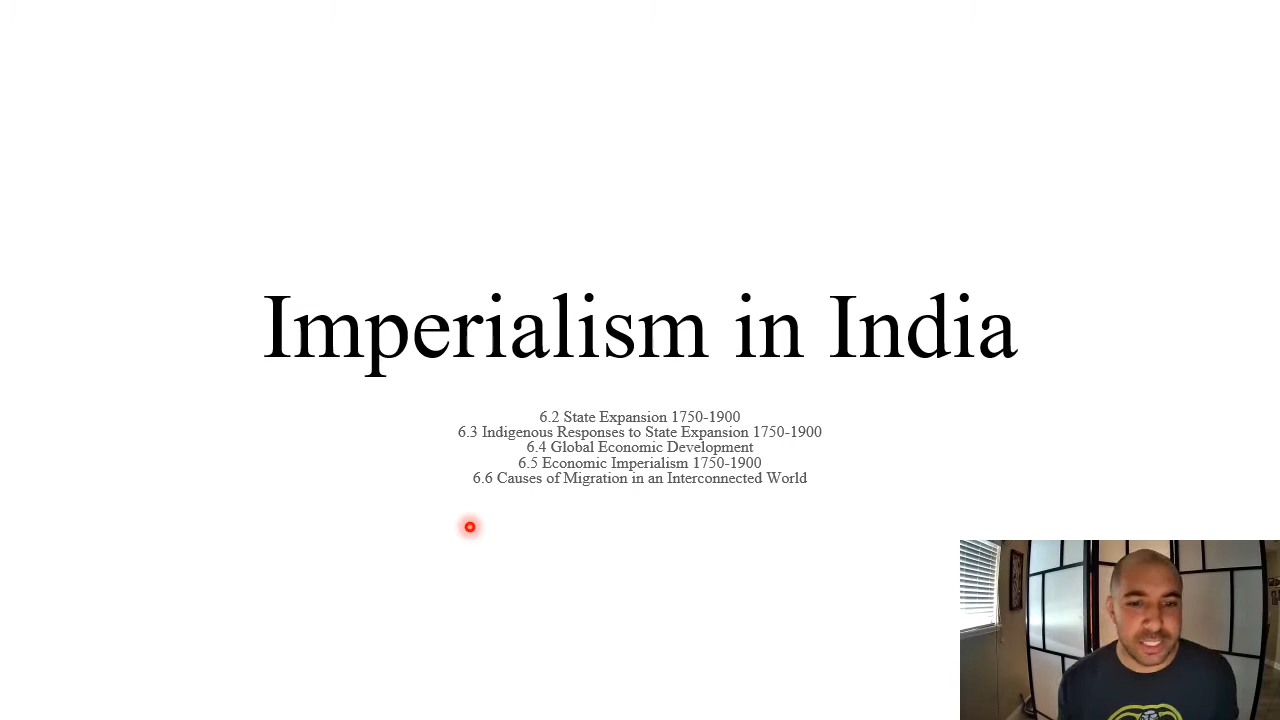 Imperialism in India
6.2 State Expansion 1750-1900
6.3 Indigenous Responses to State Expansion 1750-1900
6.4 Global Economic Development
6.5 Economic Imperialism 1750-1900
6.6 Causes of Migration in an Interconnected World